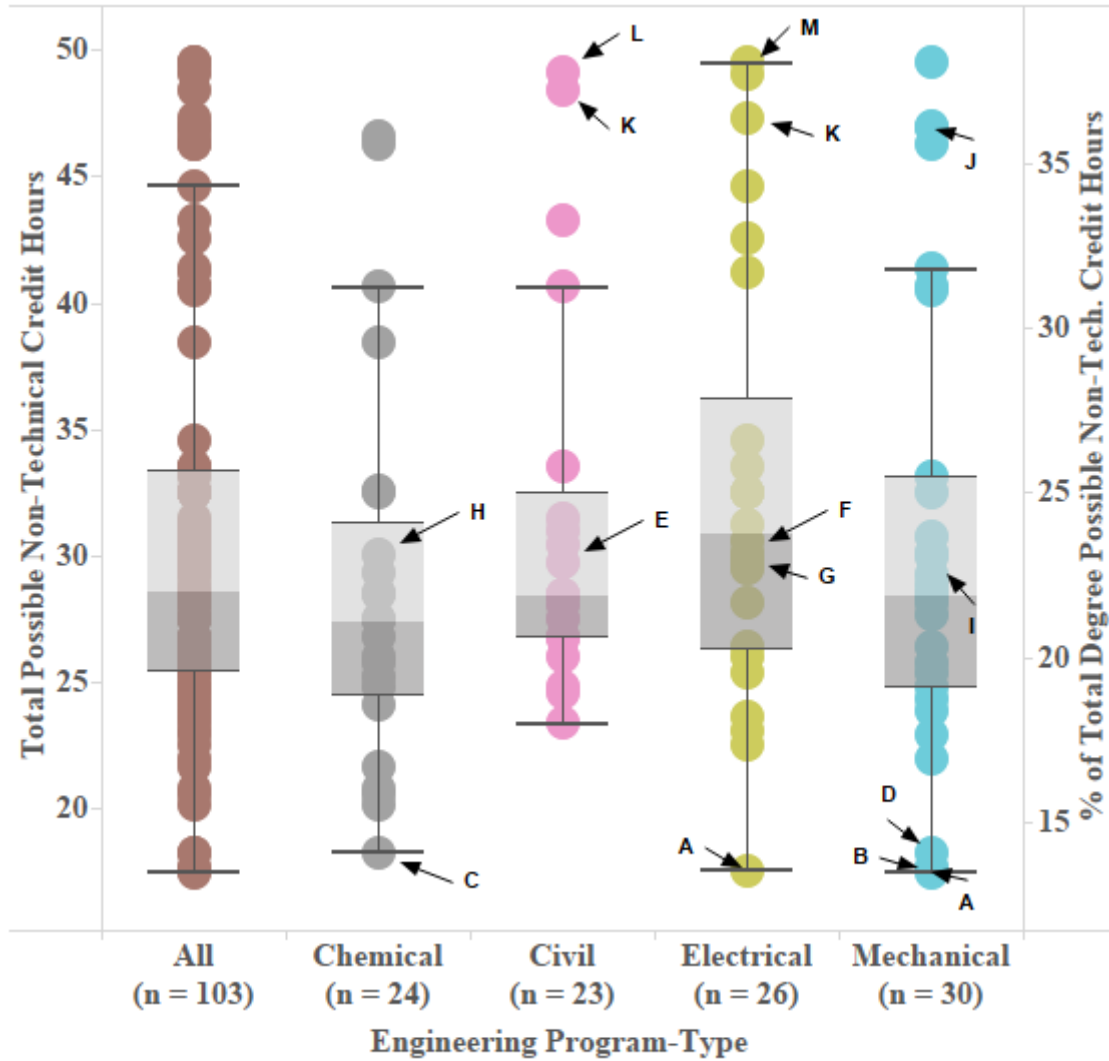 Total Possible Non-Technical Credit Hours
50
45
40
35
30
25
20
% of Total Degree Possible Non-Tech. Credit Hours
35
30
25
20
15
L
M
K
K
J
H
E
F
G
I
D
A
B
C
A
All
(n = 103)
Chemical
(n = 24)
Civil
(n = 23)
Electrical
(n = 26)
Mechanical
(n = 30)
Engineering Program-Type